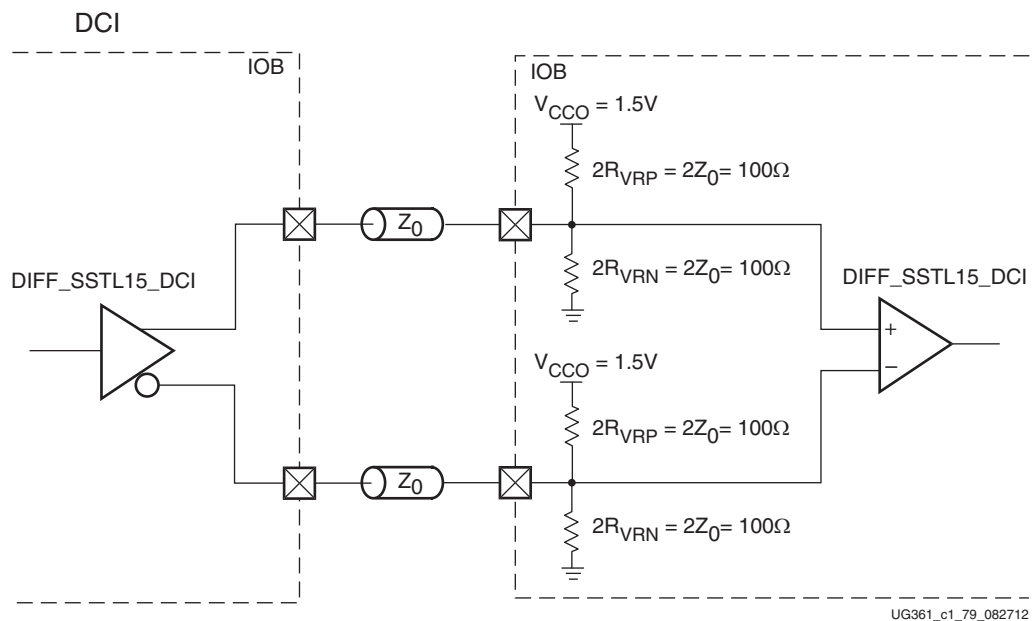 DCI
IOB
IOB
V_CCO = 1.5V
2R_VRP = 2Z_0 = 100Ω
Z_0
2R_VRN = 2Z_0 = 100Ω
DIFF_SSTL15_DCI
DIFF_SSTL15_DCI
+
−
V_CCO = 1.5V
2R_VRP = 2Z_0 = 100Ω
Z_0
2R_VRN = 2Z_0 = 100Ω
UG361_c1_79_082712